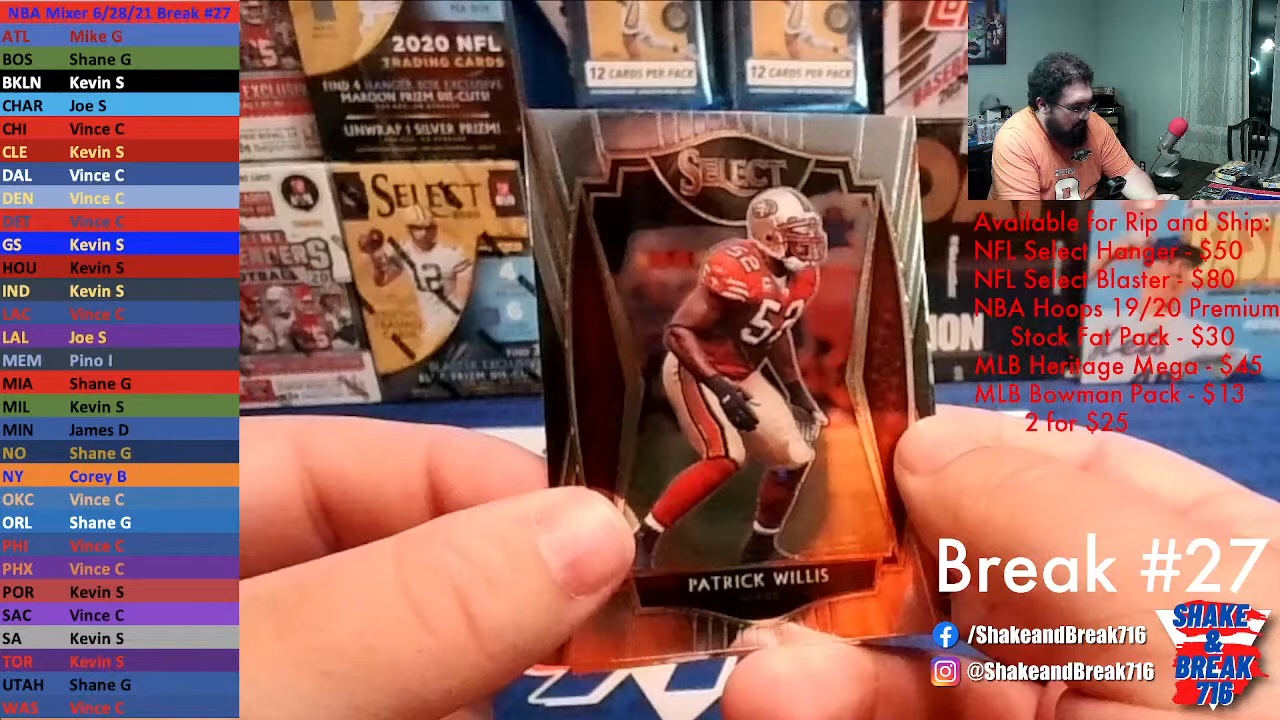 NBA Mixer 6/28/21 Break #27
ATL Mike G
BOS Shane G
BKLN Kevin S
CHAR Joe S
CHI Vince C
CLE Kevin S
DAL Vince C
DEN Vince C
DET Vince C
GS Kevin S
HOU Kevin S
IND Kevin S
LAC Vince C
LAL Joe S
MEM Pino I
MIA Shane G
MIL Kevin S
MIN James D
NO Shane G
NY Corey B
OKC Vince C
ORL Shane G
PHI Vince C
PHX Vince C
POR Kevin S
SAC Vince C
SA Kevin S
TOR Kevin S
UTAH Shane G
WAS Vince C
2020 NFL
TRADING CARDS
FIND 4 HANGER BOX EXCLUSIVE
MAROON PRIZM DIE-CUTS!
UNWRAP 1 SILVER PRIZM!
12 CARDS PER PACK
12 CARDS PER PACK
SELECT
12
4
SELECT
52
52
PATRICK WILLIS
Available for Rip and Ship:
NFL Select Hanger - $50
NFL Select Blaster - $80
NBA Hoops 19/20 Premium
Stock Fat Pack - $30
MLB Heritage Mega - $45
MLB Bowman Pack - $13
2 for $25
Break #27
/ShakeandBreak716
@ShakeandBreak716
SHAKE
&
BREAK
716